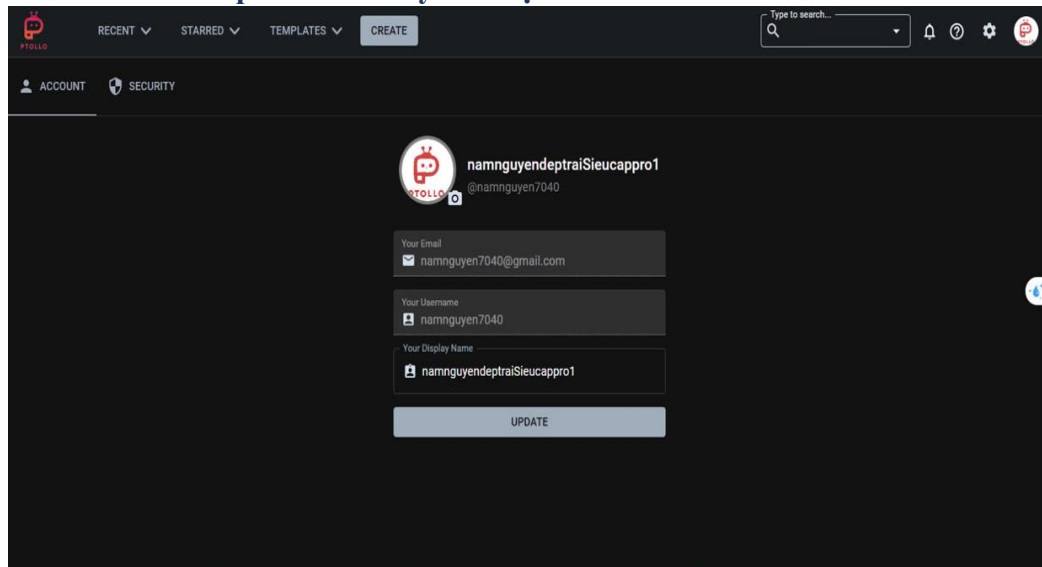 RECENT STARRED TEMPLATES CREATE Type to search...
PTOLLO
ACCOUNT SECURITY
namnguyendeptraiSieucappro1
PTOLLO
@namnguyen7040
Your Email
namnguyen7040@gmail.com
Your Username
namnguyen7040
Your Display Name
namnguyendeptraiSieucappro1
UPDATE